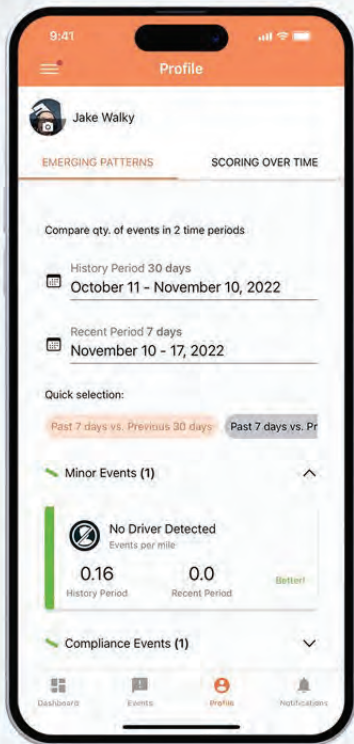 9:41
Profile
Jake Walky
EMERGING PATTERNS SCORING OVER TIME
Compare qty. of events in 2 time periods
History Period 30 days
October 11 - November 10, 2022
Recent Period 7 days
November 10 - 17, 2022
Quick selection:
Past 7 days vs. Previous 30 days Past 7 days vs. Pr
Minor Events (1)
No Driver Detected
Events per mile
0.16 0.0 Better!
History Period Recent Period
Compliance Events (1)
Dashboard Events Profile Notifications